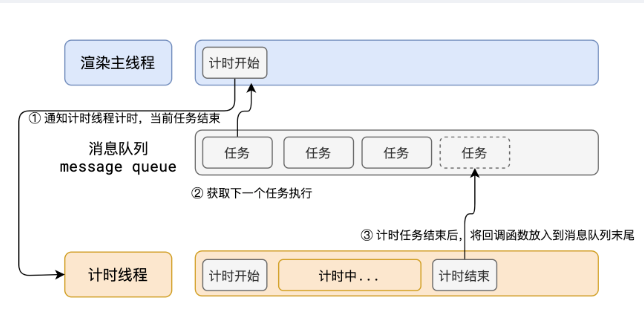 渲染主线程
计时开始
① 通知计时线程计时，当前任务结束
消息队列
message queue
任务
任务
任务
任务
② 获取下一个任务执行
③ 计时任务结束后，将回调函数放入到消息队列末尾
计时线程
计时开始
计时中...
计时结束